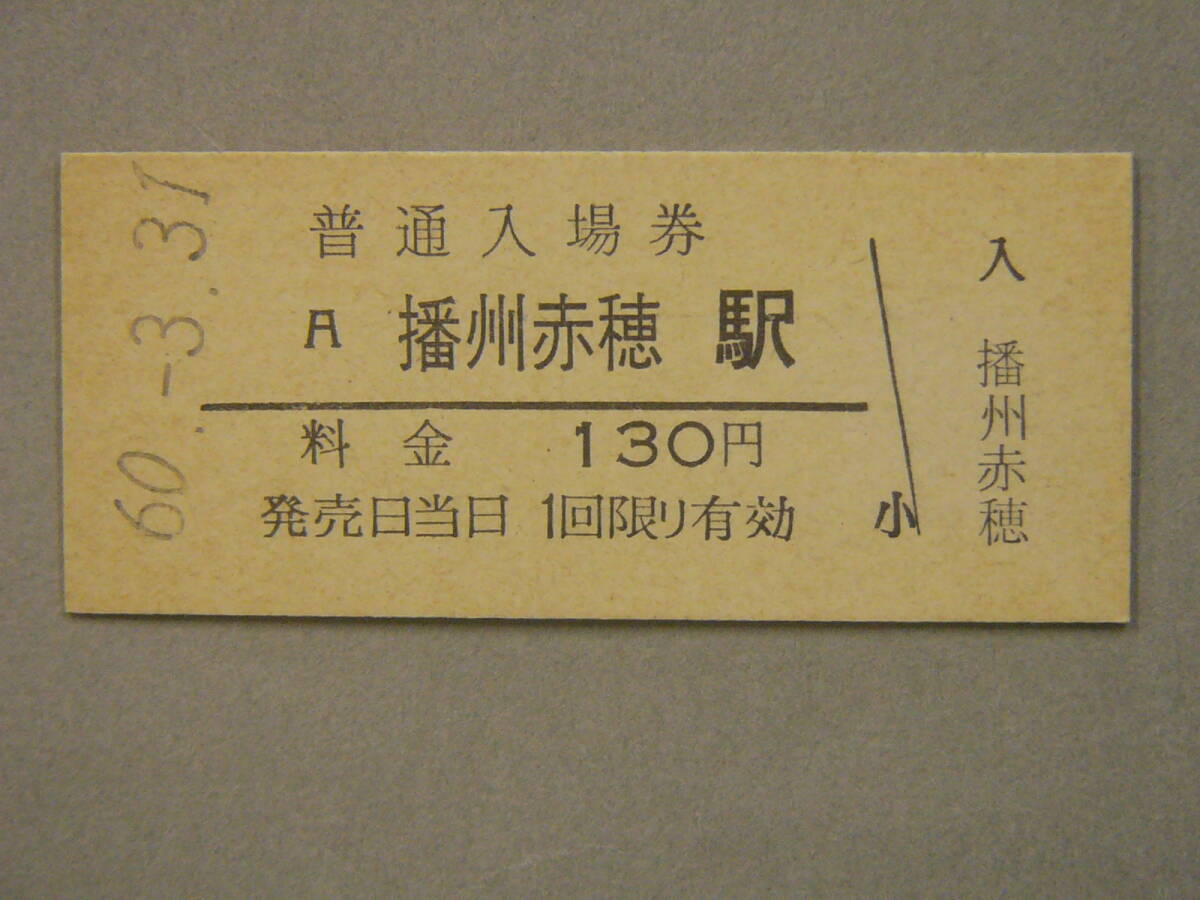 60.-3.31
普通入場券
A 播州赤穂 駅
料金 130円
発売日当日 1回限り有効
小
入
播州赤穂